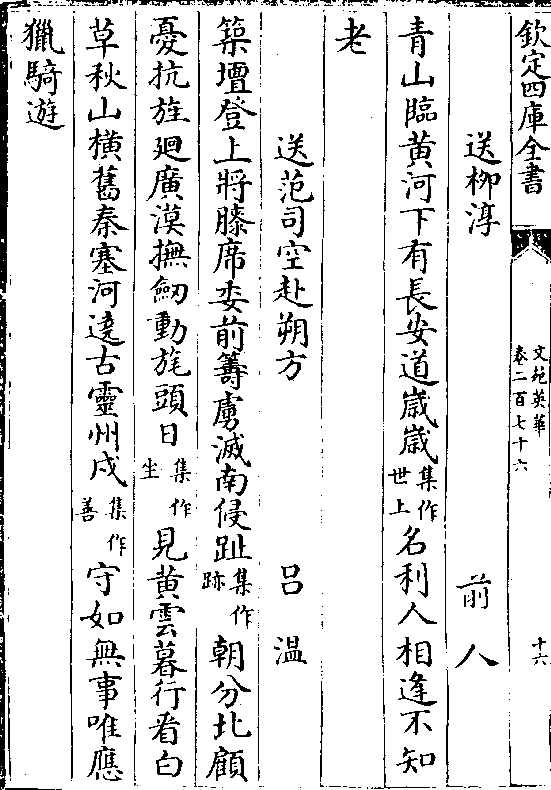 欽定四庫全書
文苑英華
卷二百七十六
十六
送栁淳
前人
青山臨黄河下有長安道嵗嵗集作世上名利人相逢不知
老
送范司空赴朔方
吕溫
築壇登上將膝席委前籌虜滅南侵趾集作跡朝分北顧
憂抗旌廻廣漠撫劒動旄頭日集作坐見黄雲暮行看白
草秋山横舊秦塞河遶古靈州戍集作善守如無事唯應
獵騎遊